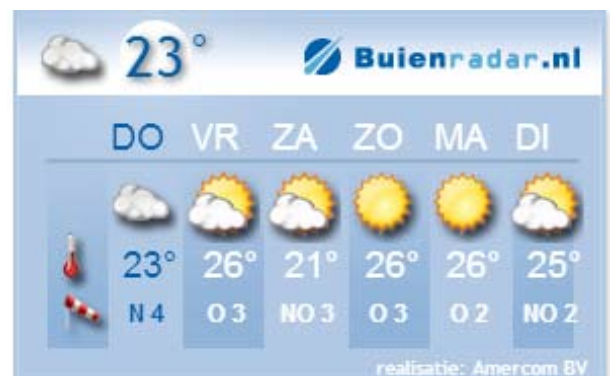 23° Buienradar.nl
DO VR ZA ZO MA DI
23° 26° 21° 26° 26° 25°
N 4 O 3 NO 3 O 3 O 2 NO 2
realisatie: Amercom BV